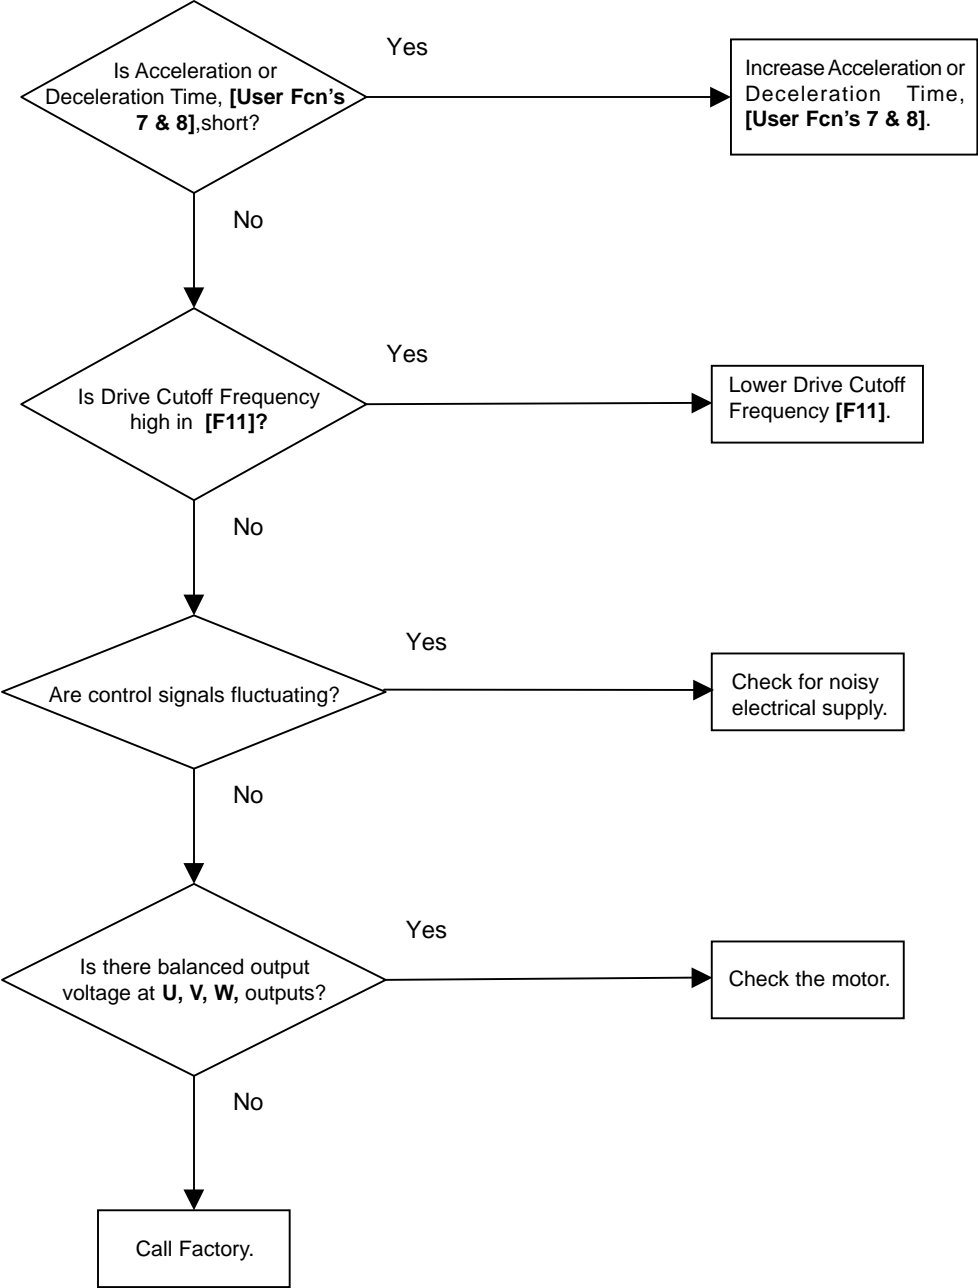 Is Acceleration or
Deceleration Time, [User Fcn's
7 & 8],short?
Yes
Increase Acceleration or
Deceleration Time,
[User Fcn's 7 & 8].
No
Is Drive Cutoff Frequency
high in [F11]?
Yes
Lower Drive Cutoff
Frequency [F11].
No
Are control signals fluctuating?
Yes
Check for noisy
electrical supply.
No
Is there balanced output
voltage at U, V, W, outputs?
Yes
Check the motor.
No
Call Factory.